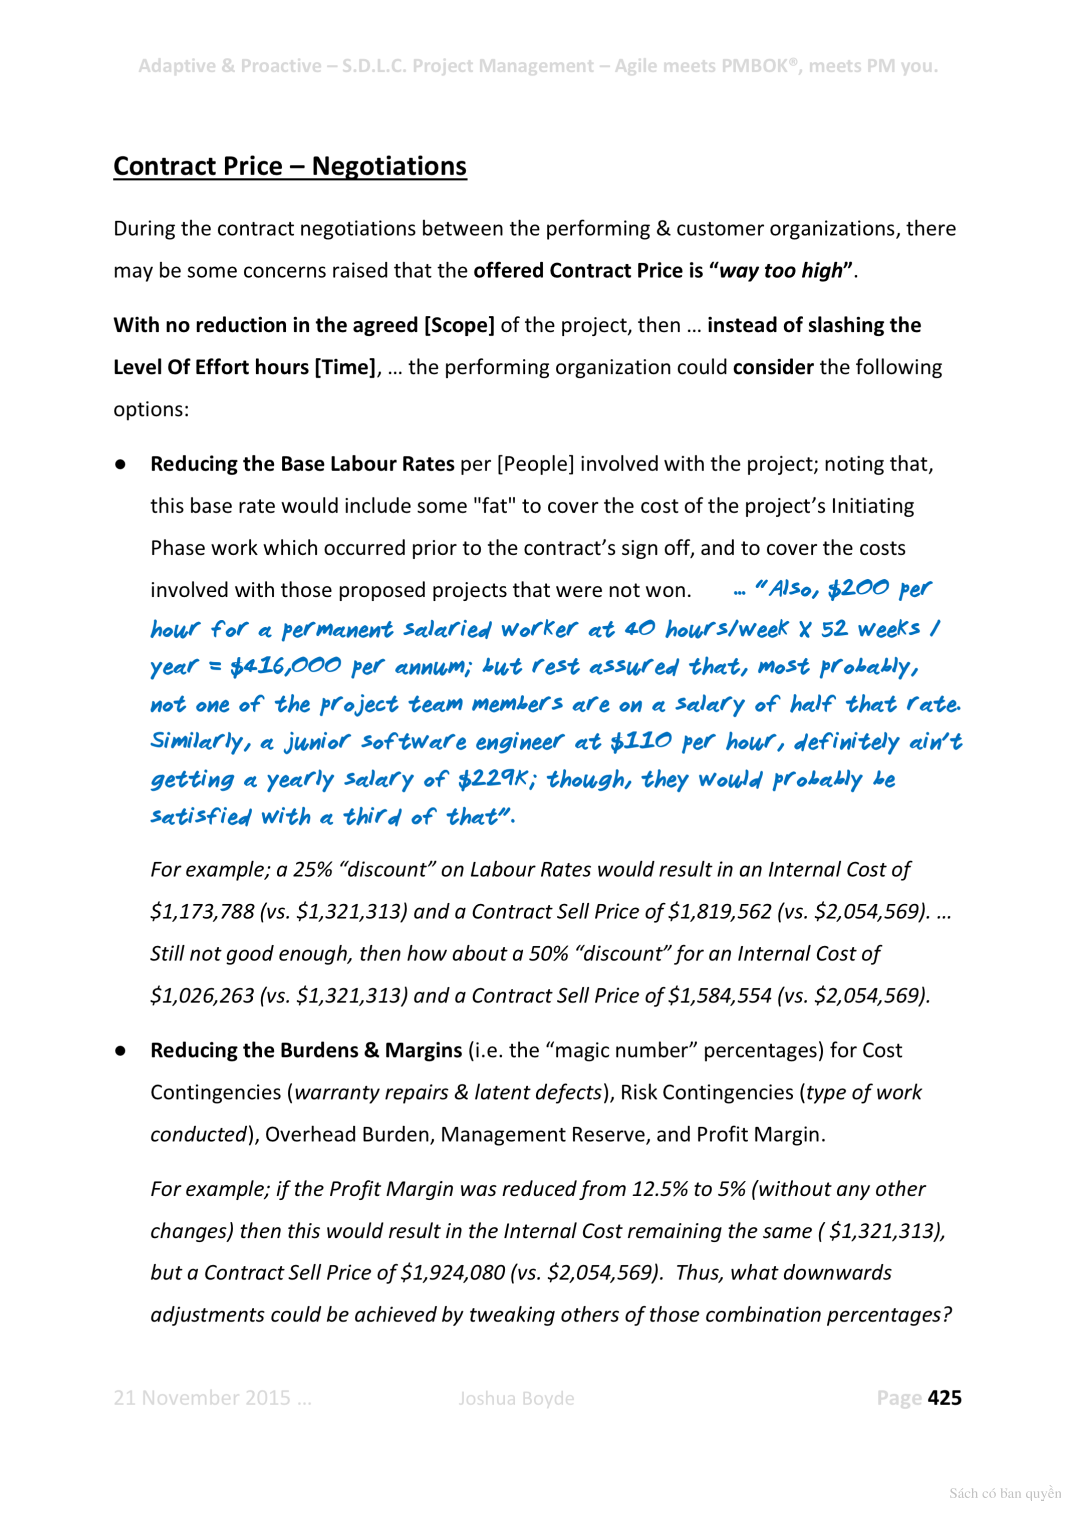 Adaptive & Proactive – S.D.L.C. Project Management – Agile meets PMBOK®, meets PM you.
Contract Price – Negotiations
During the contract negotiations between the performing & customer organizations, there
may be some concerns raised that the offered Contract Price is “way too high”.
With no reduction in the agreed [Scope] of the project, then … instead of slashing the
Level Of Effort hours [Time], … the performing organization could consider the following
options:
● Reducing the Base Labour Rates per [People] involved with the project; noting that,
this base rate would include some "fat" to cover the cost of the project’s Initiating
Phase work which occurred prior to the contract’s sign off, and to cover the costs
involved with those proposed projects that were not won. … “Also, $200 per
hour for a permanent salaried worker at 40 hours/week X 52 weeks /
year = $416,000 per annum; but rest assured that, most probably,
not one of the project team members are on a salary of half that rate.
Similarly, a junior software engineer at $110 per hour, definitely ain’t
getting a yearly salary of $229K; though, they would probably be
satisfied with a third of that”.
For example; a 25% “discount” on Labour Rates would result in an Internal Cost of
$1,173,788 (vs. $1,321,313) and a Contract Sell Price of $1,819,562 (vs. $2,054,569). …
Still not good enough, then how about a 50% “discount” for an Internal Cost of
$1,026,263 (vs. $1,321,313) and a Contract Sell Price of $1,584,554 (vs. $2,054,569).
● Reducing the Burdens & Margins (i.e. the “magic number” percentages) for Cost
Contingencies (warranty repairs & latent defects), Risk Contingencies (type of work
conducted), Overhead Burden, Management Reserve, and Profit Margin.
For example; if the Profit Margin was reduced from 12.5% to 5% (without any other
changes) then this would result in the Internal Cost remaining the same ( $1,321,313),
but a Contract Sell Price of $1,924,080 (vs. $2,054,569).  Thus, what downwards
adjustments could be achieved by tweaking others of those combination percentages?
21 November 2015 … Joshua Boyde Page 425
Sách có bản quyền